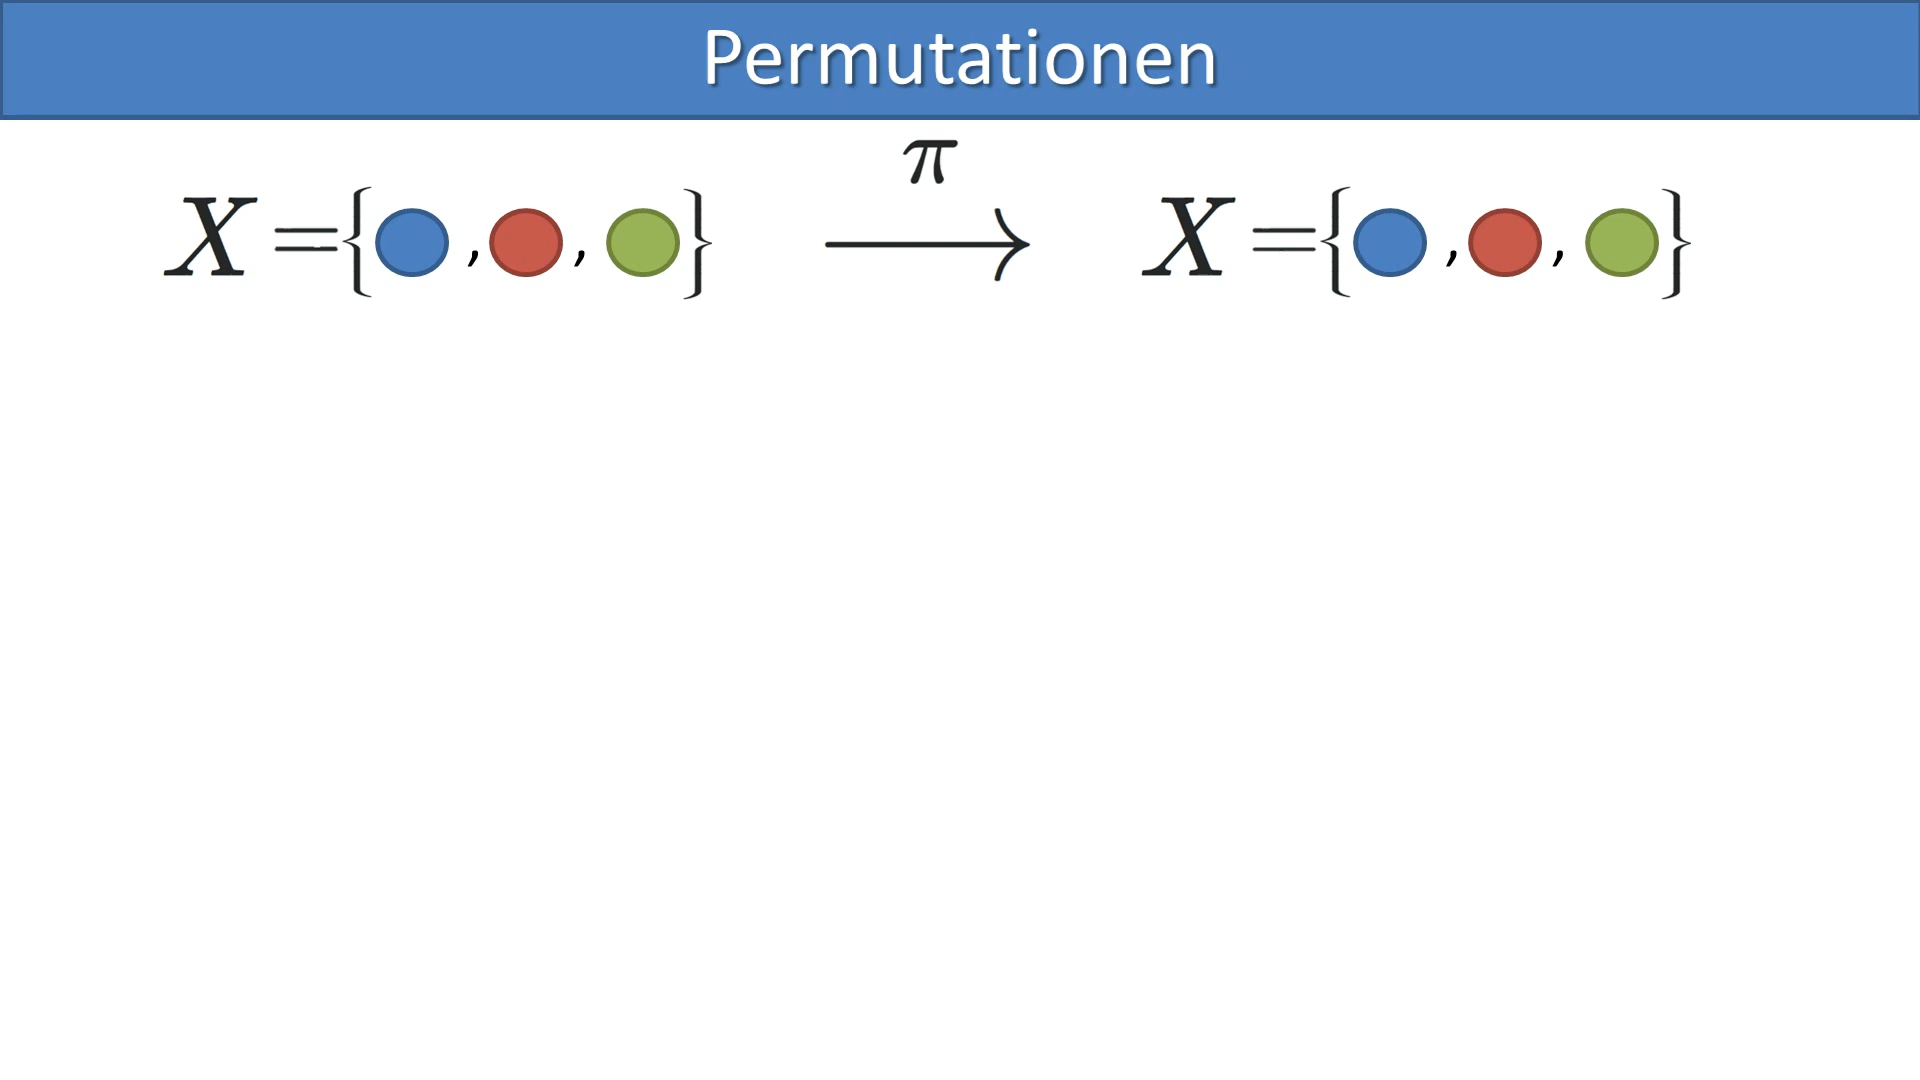 Permutationen
π
X = { , , } ⟶ X = { , , }